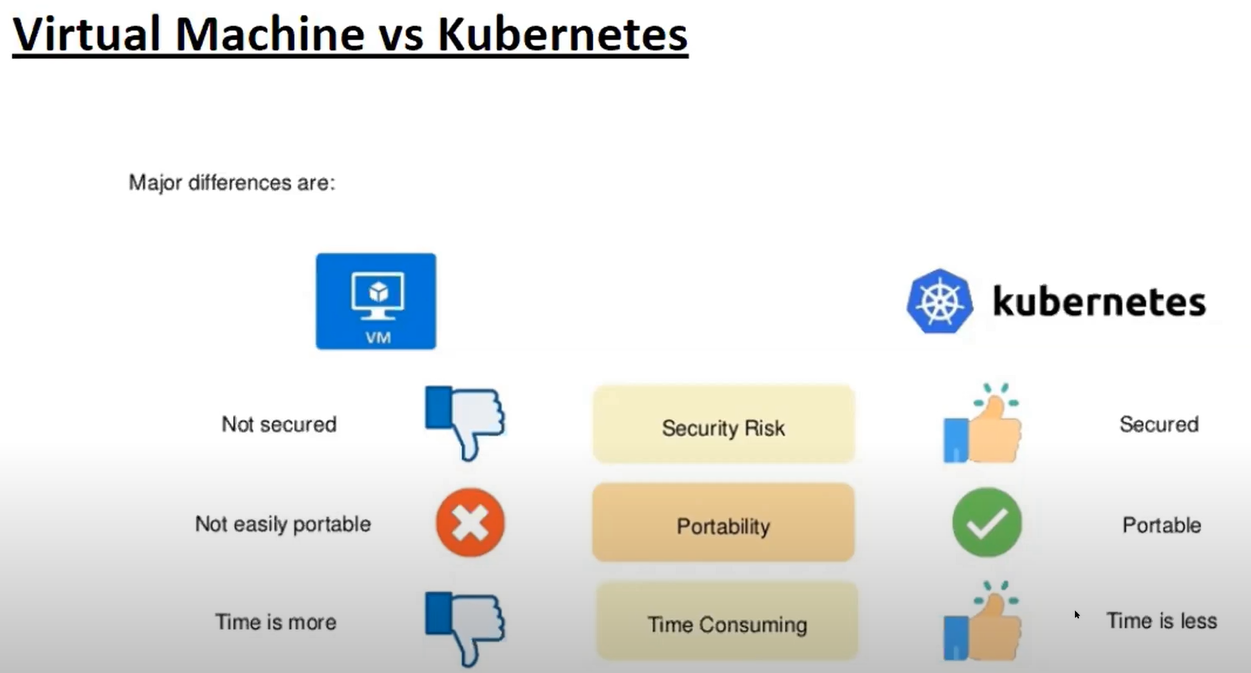 Virtual Machine vs Kubernetes
Major differences are:
VM
kubernetes
Not secured
Security Risk
Secured
Not easily portable
Portability
Portable
Time is more
Time Consuming
Time is less